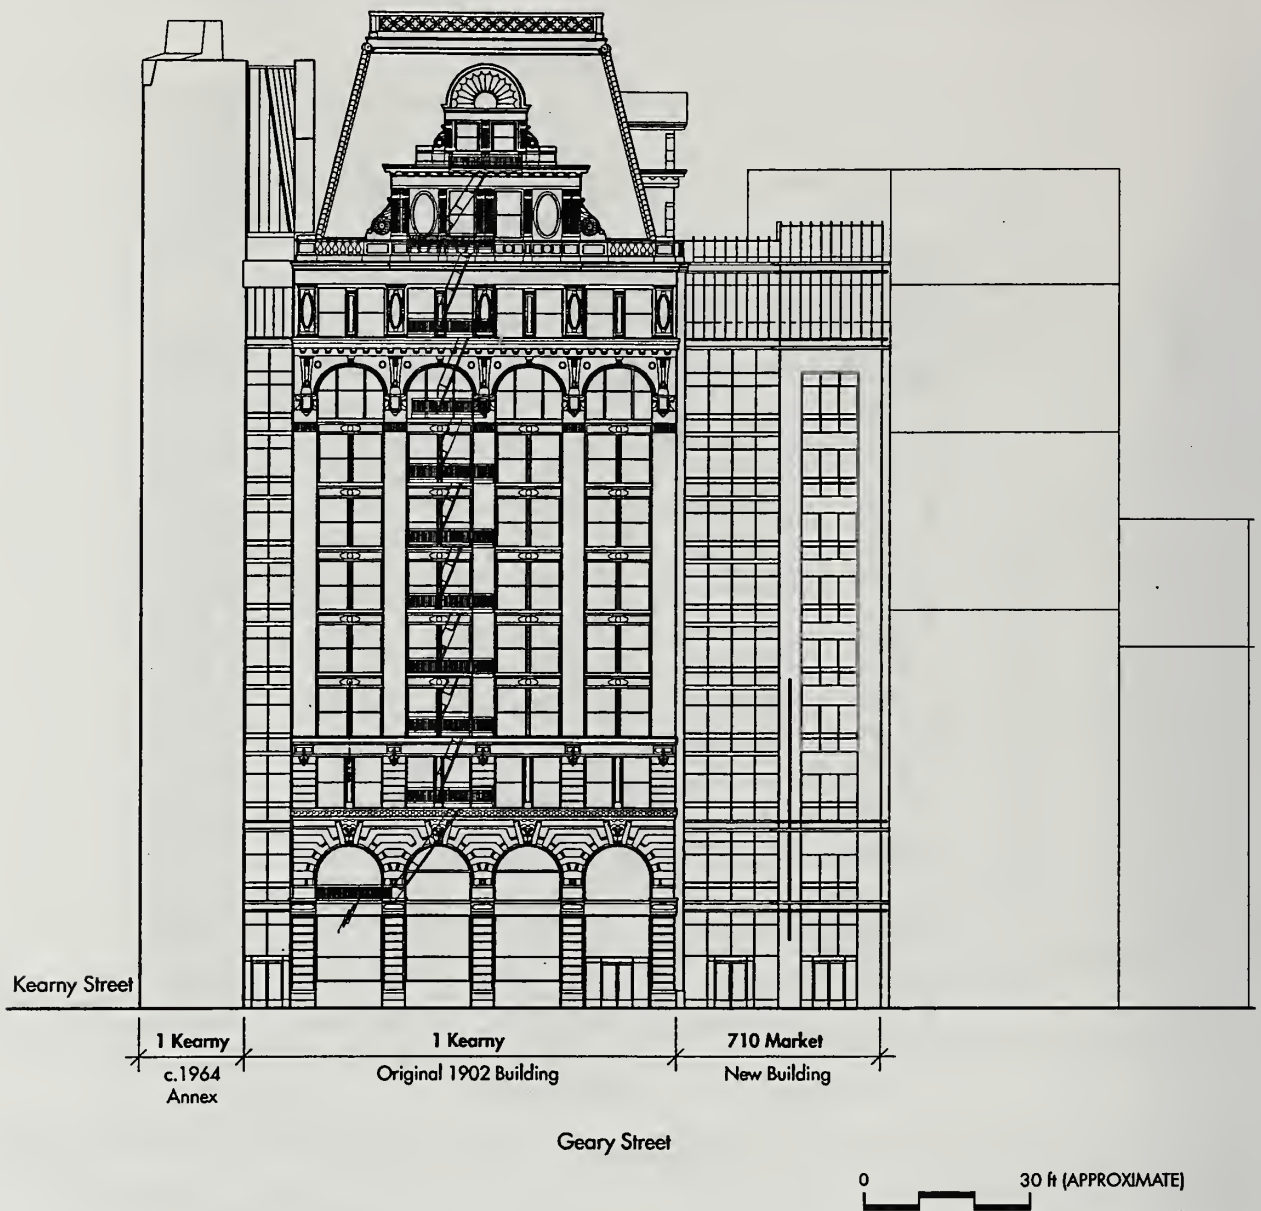 Kearny Street
1 Kearny
c.1964
Annex
1 Kearny
Original 1902 Building
710 Market
New Building
Geary Street
0 30 ft (APPROXIMATE)